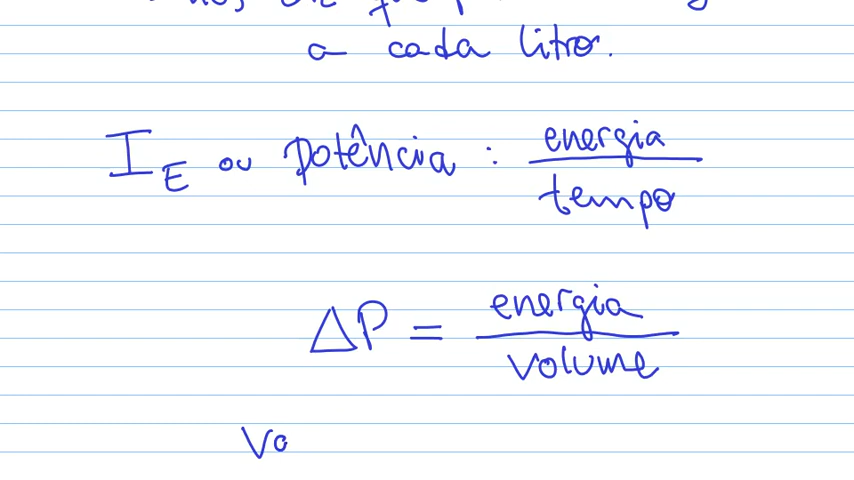 a cada litro.
I_E ou potência : energia / tempo
ΔP = energia / volume
Vo